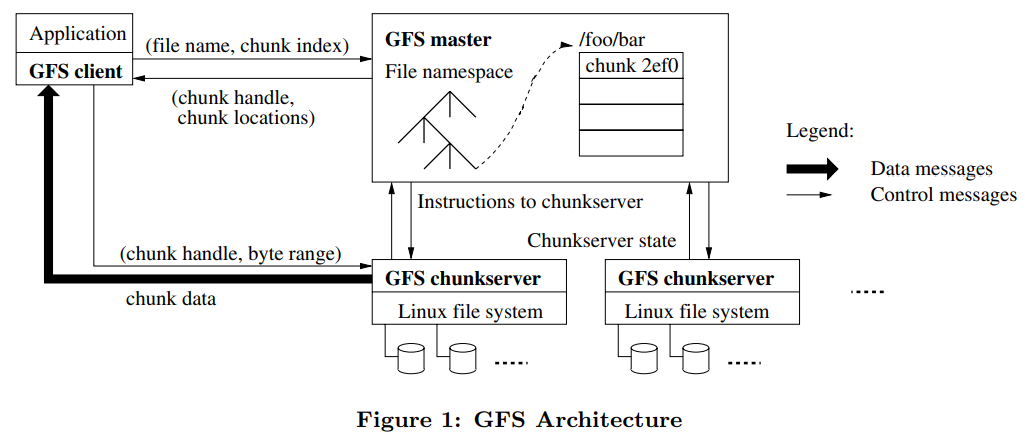 Application
GFS client
(file name, chunk index)
(chunk handle,
chunk locations)
GFS master
File namespace
/foo/bar
chunk 2ef0
Legend:
Data messages
Control messages
Instructions to chunkserver
Chunkserver state
(chunk handle, byte range)
chunk data
GFS chunkserver
Linux file system
GFS chunkserver
Linux file system
Figure 1: GFS Architecture